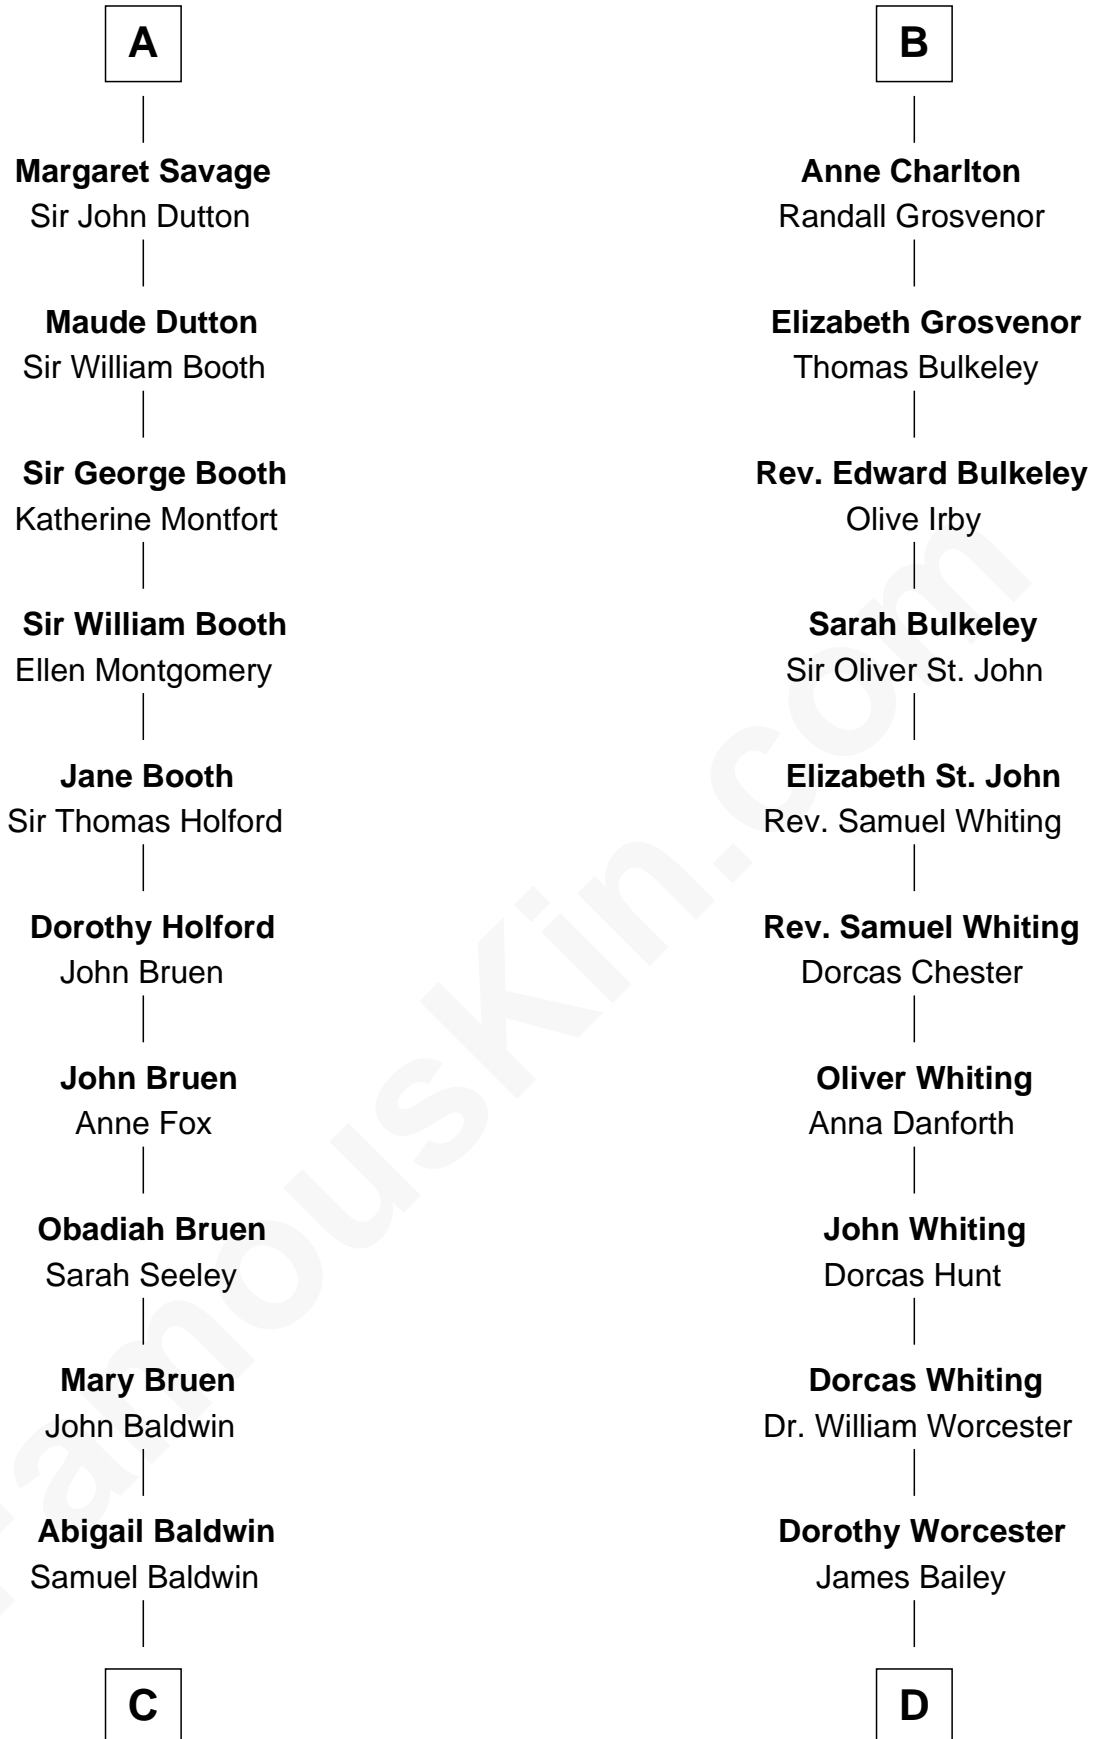 A
Margaret Savage
Sir John Dutton
Maude Dutton
Sir William Booth
Sir George Booth
Katherine Montfort
Sir William Booth
Ellen Montgomery
Jane Booth
Sir Thomas Holford
Dorothy Holford
John Bruen
John Bruen
Anne Fox
Obadiah Bruen
Sarah Seeley
Mary Bruen
John Baldwin
Abigail Baldwin
Samuel Baldwin
C
B
Anne Charlton
Randall Grosvenor
Elizabeth Grosvenor
Thomas Bulkeley
Rev. Edward Bulkeley
Olive Irby
Sarah Bulkeley
Sir Oliver St. John
Elizabeth St. John
Rev. Samuel Whiting
Rev. Samuel Whiting
Dorcas Chester
Oliver Whiting
Anna Danforth
John Whiting
Dorcas Hunt
Dorcas Whiting
Dr. William Worcester
Dorothy Worcester
James Bailey
D
FamousKin.com